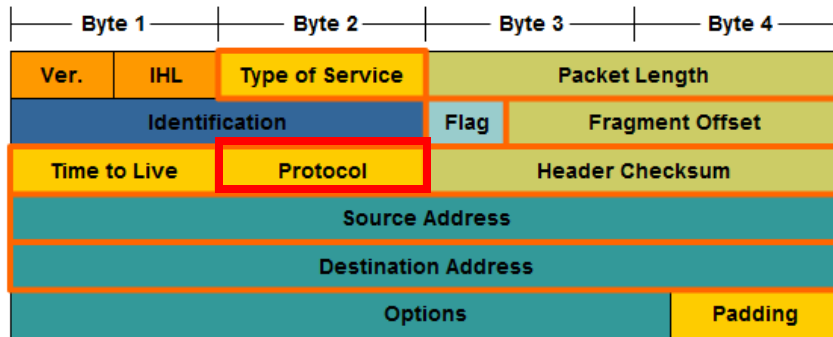 Byte 1 Byte 2 Byte 3 Byte 4
Ver. IHL Type of Service Packet Length
Identification Flag Fragment Offset
Time to Live Protocol Header Checksum
Source Address
Destination Address
Options Padding